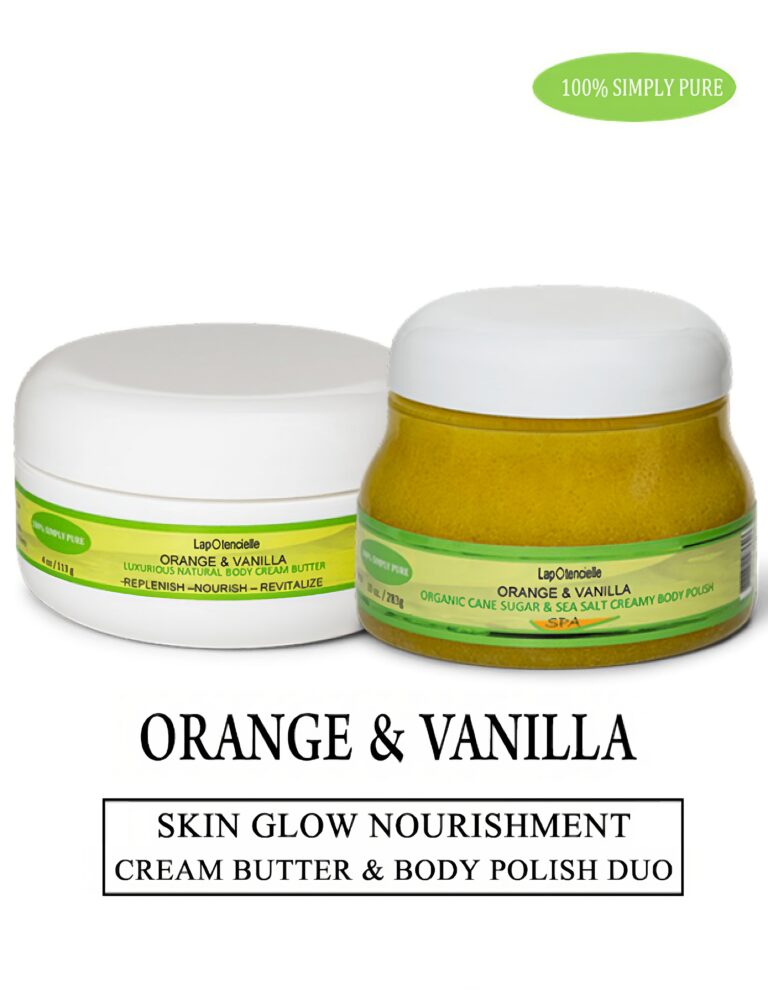 100% SIMPLY PURE
LapOtencielle
ORANGE & VANILLA
LUXURIOUS NATURAL BODY CREAM BUTTER
-REPLENISH –NOURISH – REVITALIZE
100% SIMPLY PURE
4 oz / 113 g
LapOtencielle
ORANGE & VANILLA
ORGANIC CANE SUGAR & SEA SALT CREAMY BODY POLISH
SPA
100% SIMPLY PURE
10 oz. / 283g
ORANGE & VANILLA
SKIN GLOW NOURISHMENT
CREAM BUTTER & BODY POLISH DUO